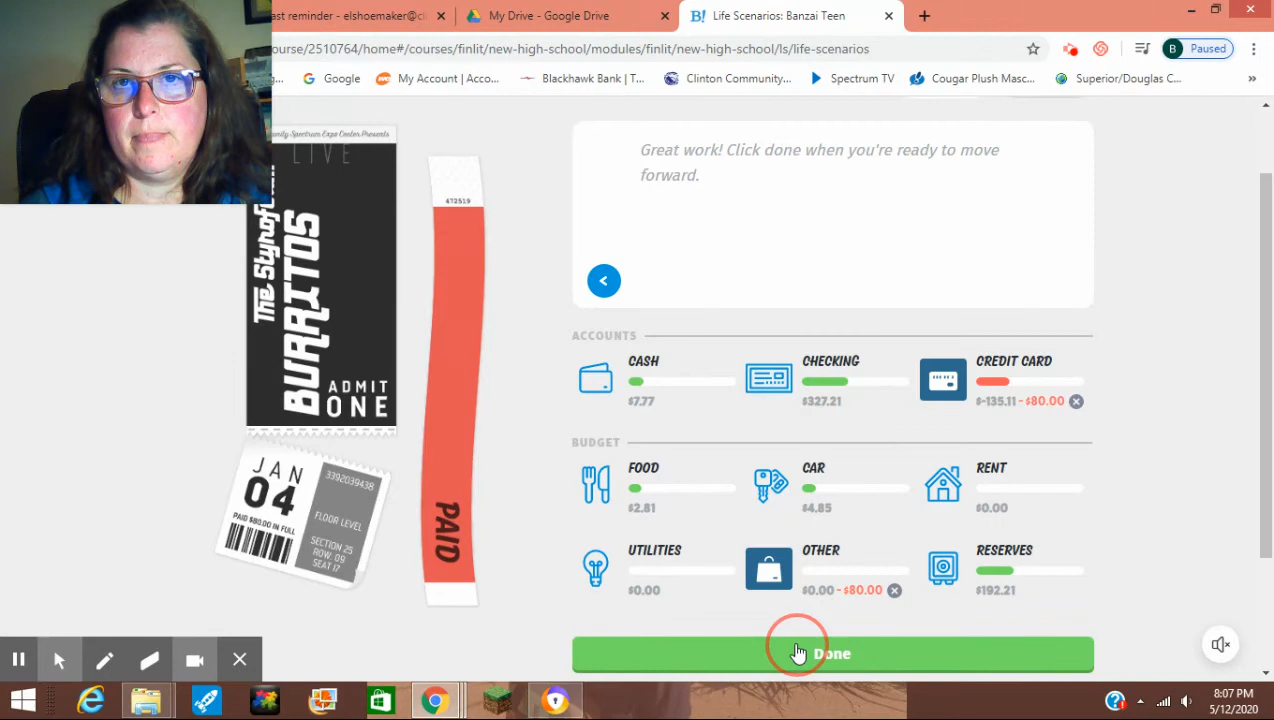 ast reminder - elshoemaker@c
My Drive - Google Drive
B! Life Scenarios: Banzai Teen
ourse/2510764/home#/courses/finlit/new-high-school/modules/finlit/new-high-school/ls/life-scenarios
B Paused
Google
My Account | Acco...
Blackhawk Bank | T...
Clinton Community...
Spectrum TV
Cougar Plush Masc...
Superior/Douglas C...
amily Spectrum Expo Center Presents
LIVE
The
BURRITOS
ADMIT
ONE
472519
PAID
JAN
04
PAID $80.00 IN FULL
3392039438
FLOOR LEVEL
SECTION 25
ROW. 09
SEAT 17
Great work! Click done when you're ready to move
forward.
ACCOUNTS
CASH
$7.77
CHECKING
$327.21
CREDIT CARD
$-135.11 - $80.00
BUDGET
FOOD
$2.81
CAR
$4.85
RENT
$0.00
UTILITIES
$0.00
OTHER
$0.00 - $80.00
RESERVES
$192.21
Done
8:07 PM
5/12/2020